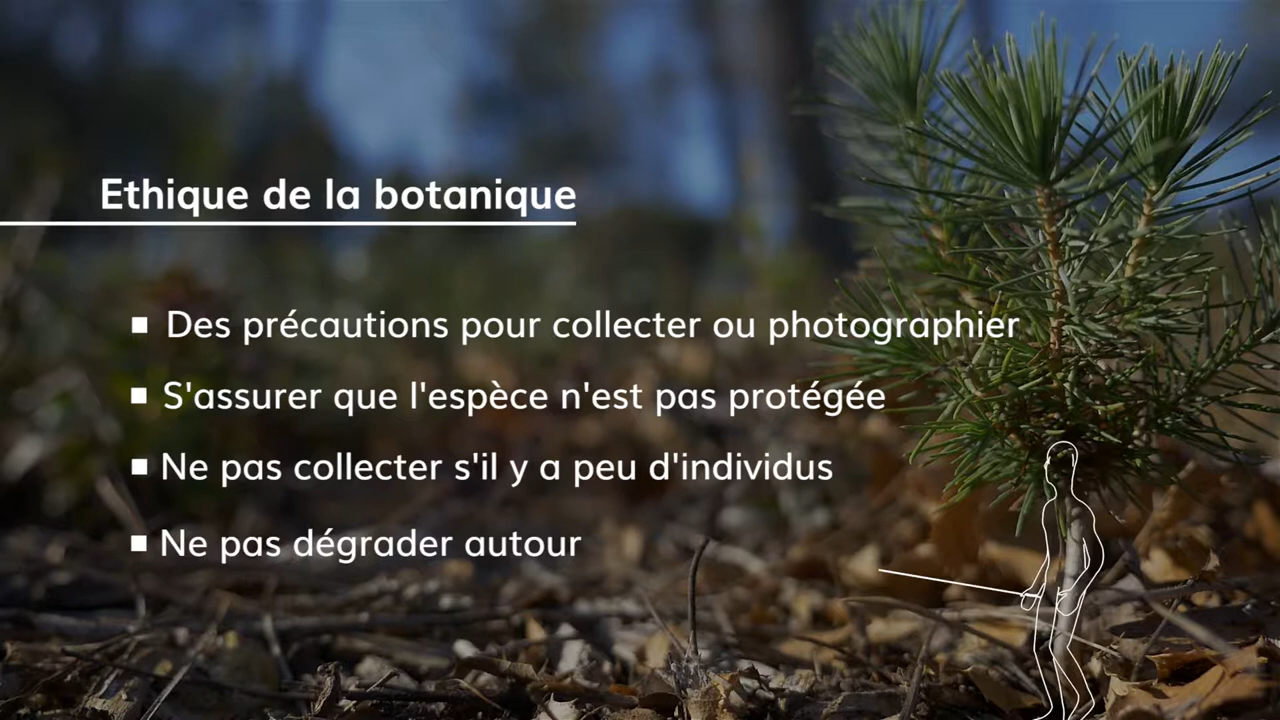 Ethique de la botanique
Des précautions pour collecter ou photographier
S'assurer que l'espèce n'est pas protégée
Ne pas collecter s'il y a peu d'individus
Ne pas dégrader autour